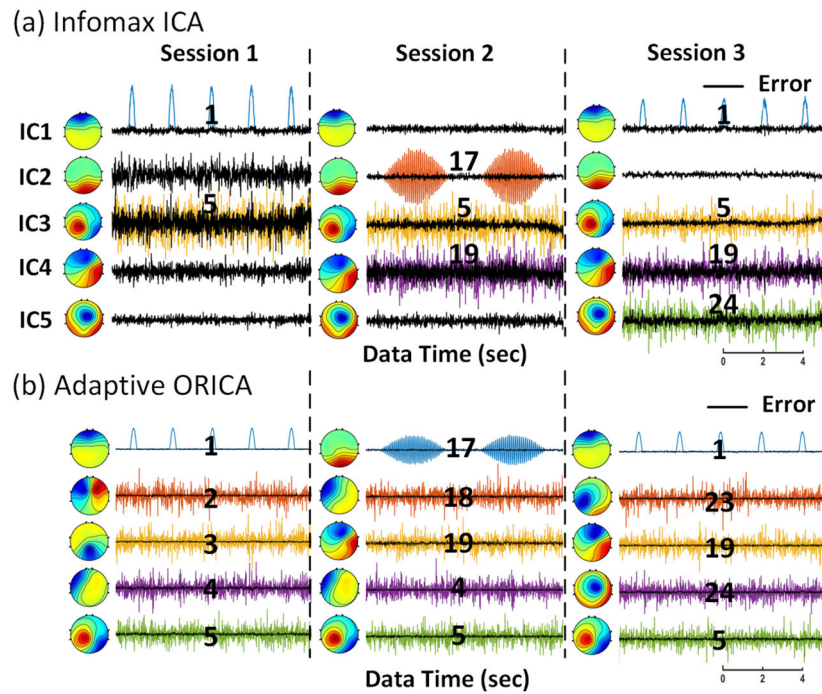 (a) Infomax ICA
Session 1
Session 2
Session 3
Error
1
1
IC1
17
IC2
5
5
5
IC3
19
19
IC4
24
IC5
Data Time (sec)
0 2 4
(b) Adaptive ORICA
Error
1
17
1
2
18
23
3
19
19
4
4
24
5
5
5
Data Time (sec)
0 2 4